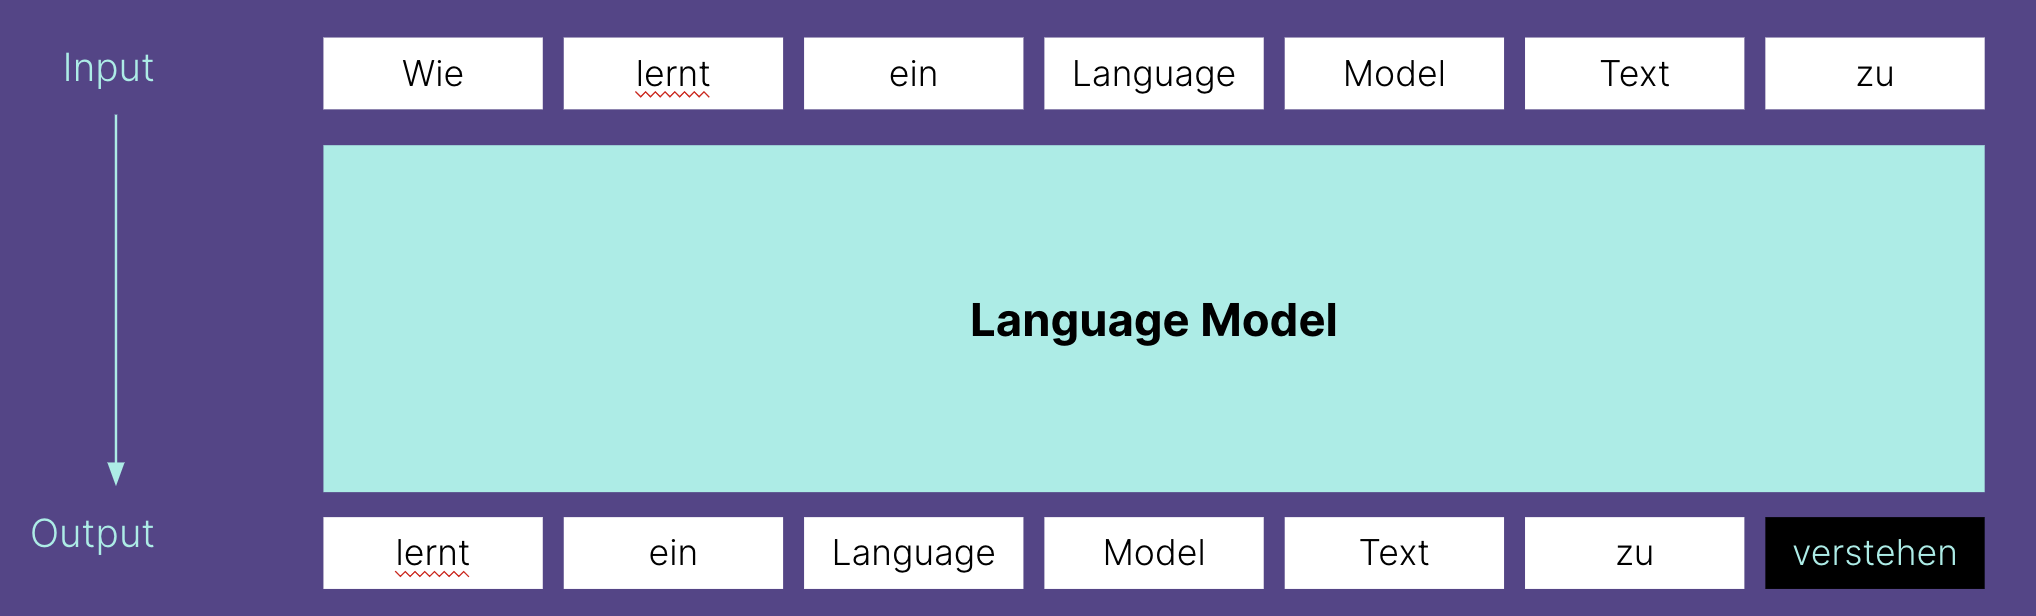 Input
Wie lernt ein Language Model Text zu
Language Model
Output
lernt ein Language Model Text zu verstehen